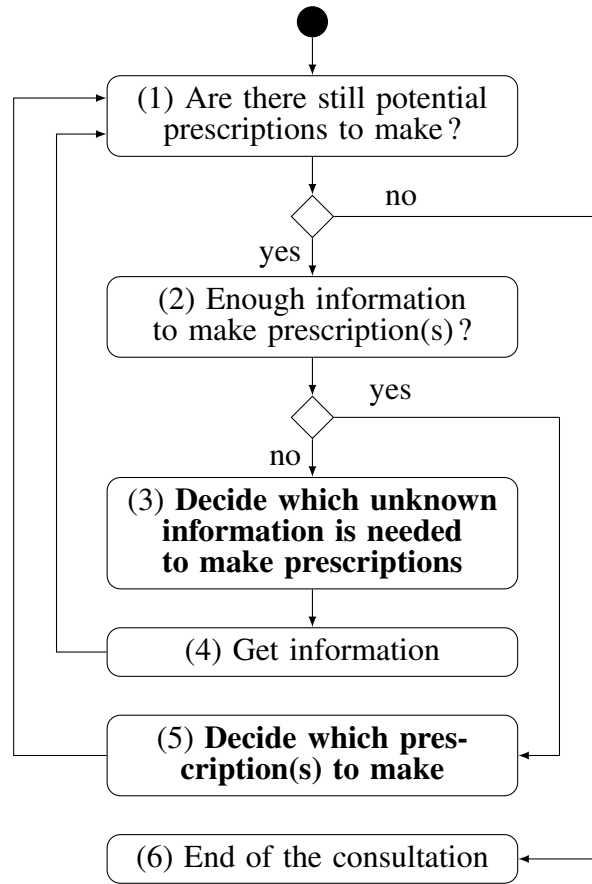 (1) Are there still potential
prescriptions to make ?
no
yes
(2) Enough information
to make prescription(s) ?
yes
no
(3) Decide which unknown
information is needed
to make prescriptions
(4) Get information
(5) Decide which pres-
cription(s) to make
(6) End of the consultation